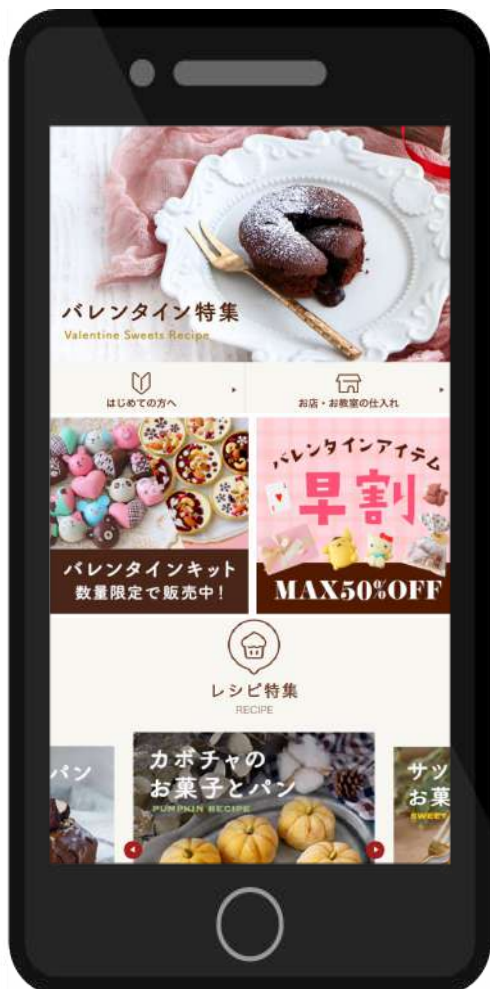 バレンタイン特集
Valentine Sweets Recipe
はじめての方へ
お店・お教室の仕入れ
バレンタインキット
数量限定で販売中!
バレンタインアイテム
早割
MAX50%OFF
レシピ特集
RECIPE
パン
カボチャの
お菓子とパン
PUMPKIN RECIPE
サツ
お菓
SWEET